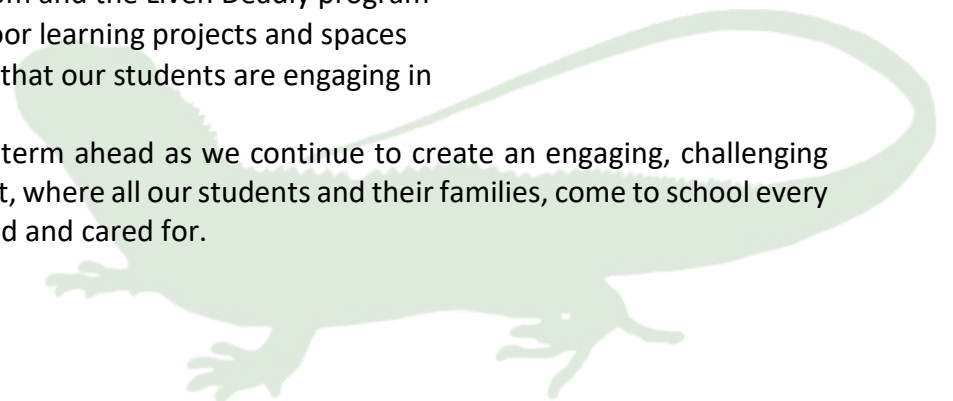 and the Liven Deadly program
learning projects and spaces
that our students are engaging in
term ahead as we continue to create an engaging, challenging
where all our students and their families, come to school every
and cared for.